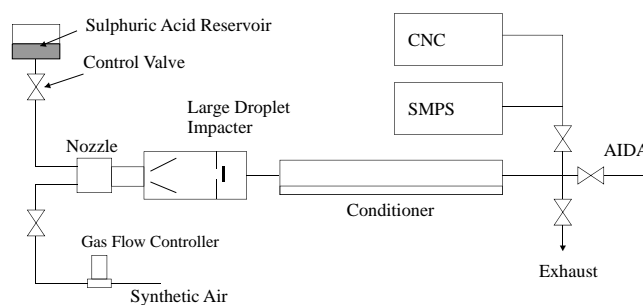 Sulphuric Acid Reservoir
CNC
Control Valve
SMPS
Large Droplet
Impacter
Nozzle
AIDA
Conditioner
Gas Flow Controller
Exhaust
Synthetic Air